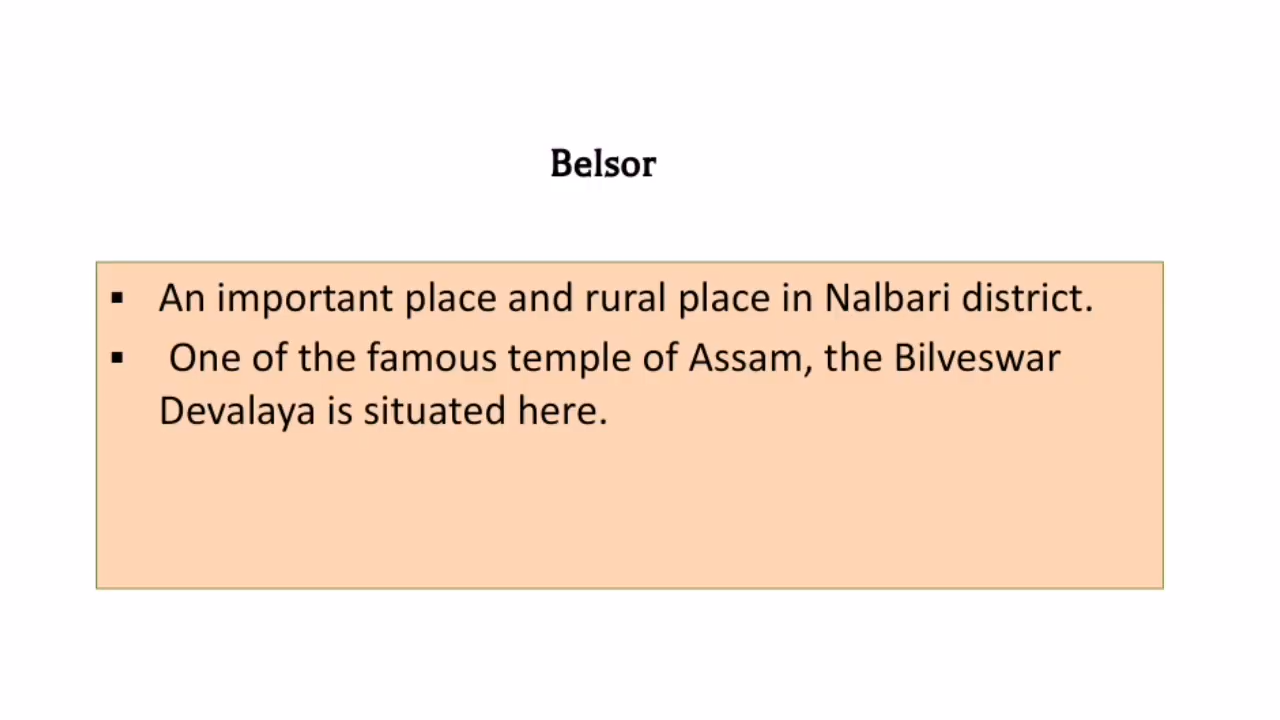 Belsor
▪ An important place and rural place in Nalbari district.
▪ One of the famous temple of Assam, the Bilveswar
Devalaya is situated here.